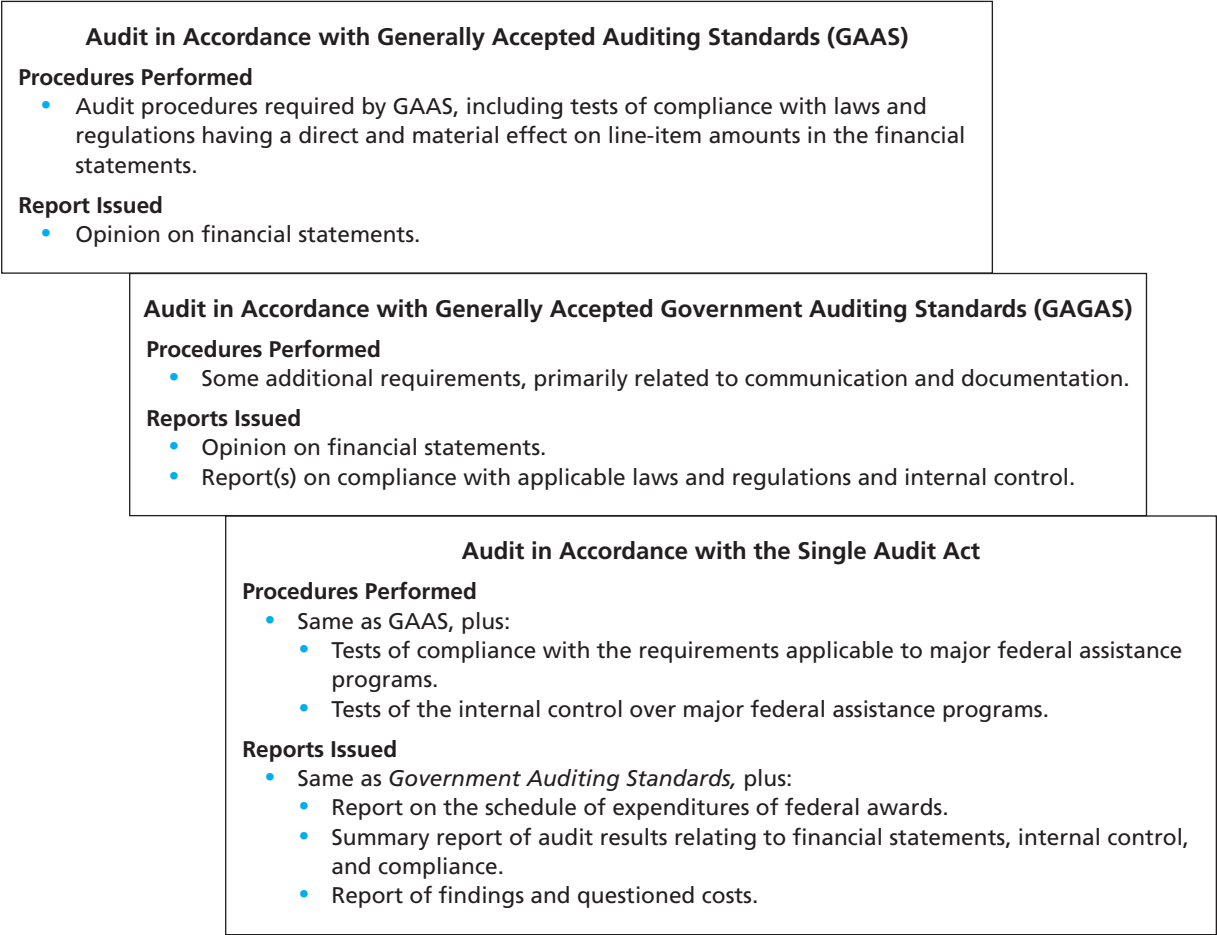 Audit in Accordance with Generally Accepted Auditing Standards (GAAS)
Procedures Performed
• Audit procedures required by GAAS, including tests of compliance with laws and
regulations having a direct and material effect on line-item amounts in the financial
statements.
Report Issued
• Opinion on financial statements.
Audit in Accordance with Generally Accepted Government Auditing Standards (GAGAS)
Procedures Performed
• Some additional requirements, primarily related to communication and documentation.
Reports Issued
• Opinion on financial statements.
• Report(s) on compliance with applicable laws and regulations and internal control.
Audit in Accordance with the Single Audit Act
Procedures Performed
• Same as GAAS, plus:
• Tests of compliance with the requirements applicable to major federal assistance
programs.
• Tests of the internal control over major federal assistance programs.
Reports Issued
• Same as Government Auditing Standards, plus:
• Report on the schedule of expenditures of federal awards.
• Summary report of audit results relating to financial statements, internal control,
and compliance.
• Report of findings and questioned costs.